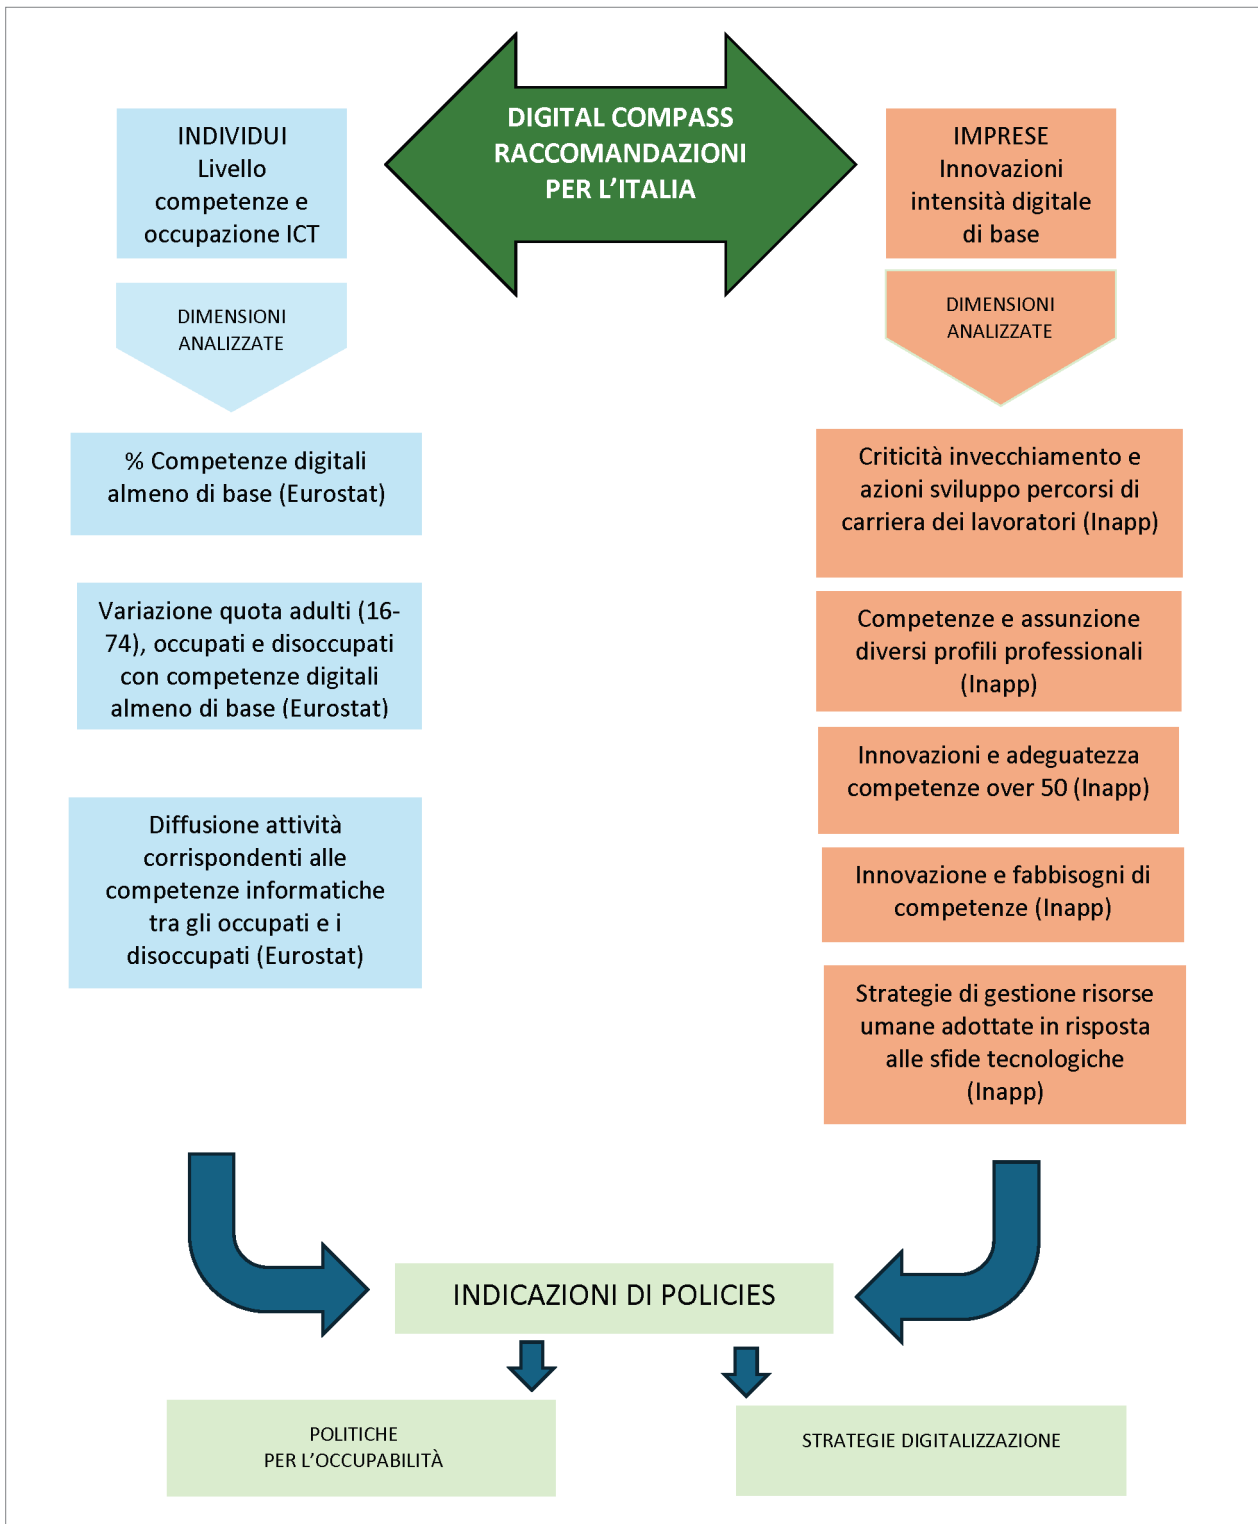 DIGITAL COMPASS
RACCOMANDAZIONI
PER L'ITALIA
INDIVIDUI
Livello
competenze e
occupazione ICT
DIMENSIONI
ANALIZZATE
% Competenze digitali
almeno di base (Eurostat)
Variazione quota adulti (16-
74), occupati e disoccupati
con competenze digitali
almeno di base (Eurostat)
Diffusione attività
corrispondenti alle
competenze informatiche
tra gli occupati e i
disoccupati (Eurostat)
IMPRESE
Innovazioni
intensità digitale
di base
DIMENSIONI
ANALIZZATE
Criticità invecchiamento e
azioni sviluppo percorsi di
carriera dei lavoratori (Inapp)
Competenze e assunzione
diversi profili professionali
(Inapp)
Innovazioni e adeguatezza
competenze over 50 (Inapp)
Innovazione e fabbisogni di
competenze (Inapp)
Strategie di gestione risorse
umane adottate in risposta
alle sfide tecnologiche
(Inapp)
INDICAZIONI DI POLICIES
POLITICHE
PER L'OCCUPABILITÀ
STRATEGIE DIGITALIZZAZIONE